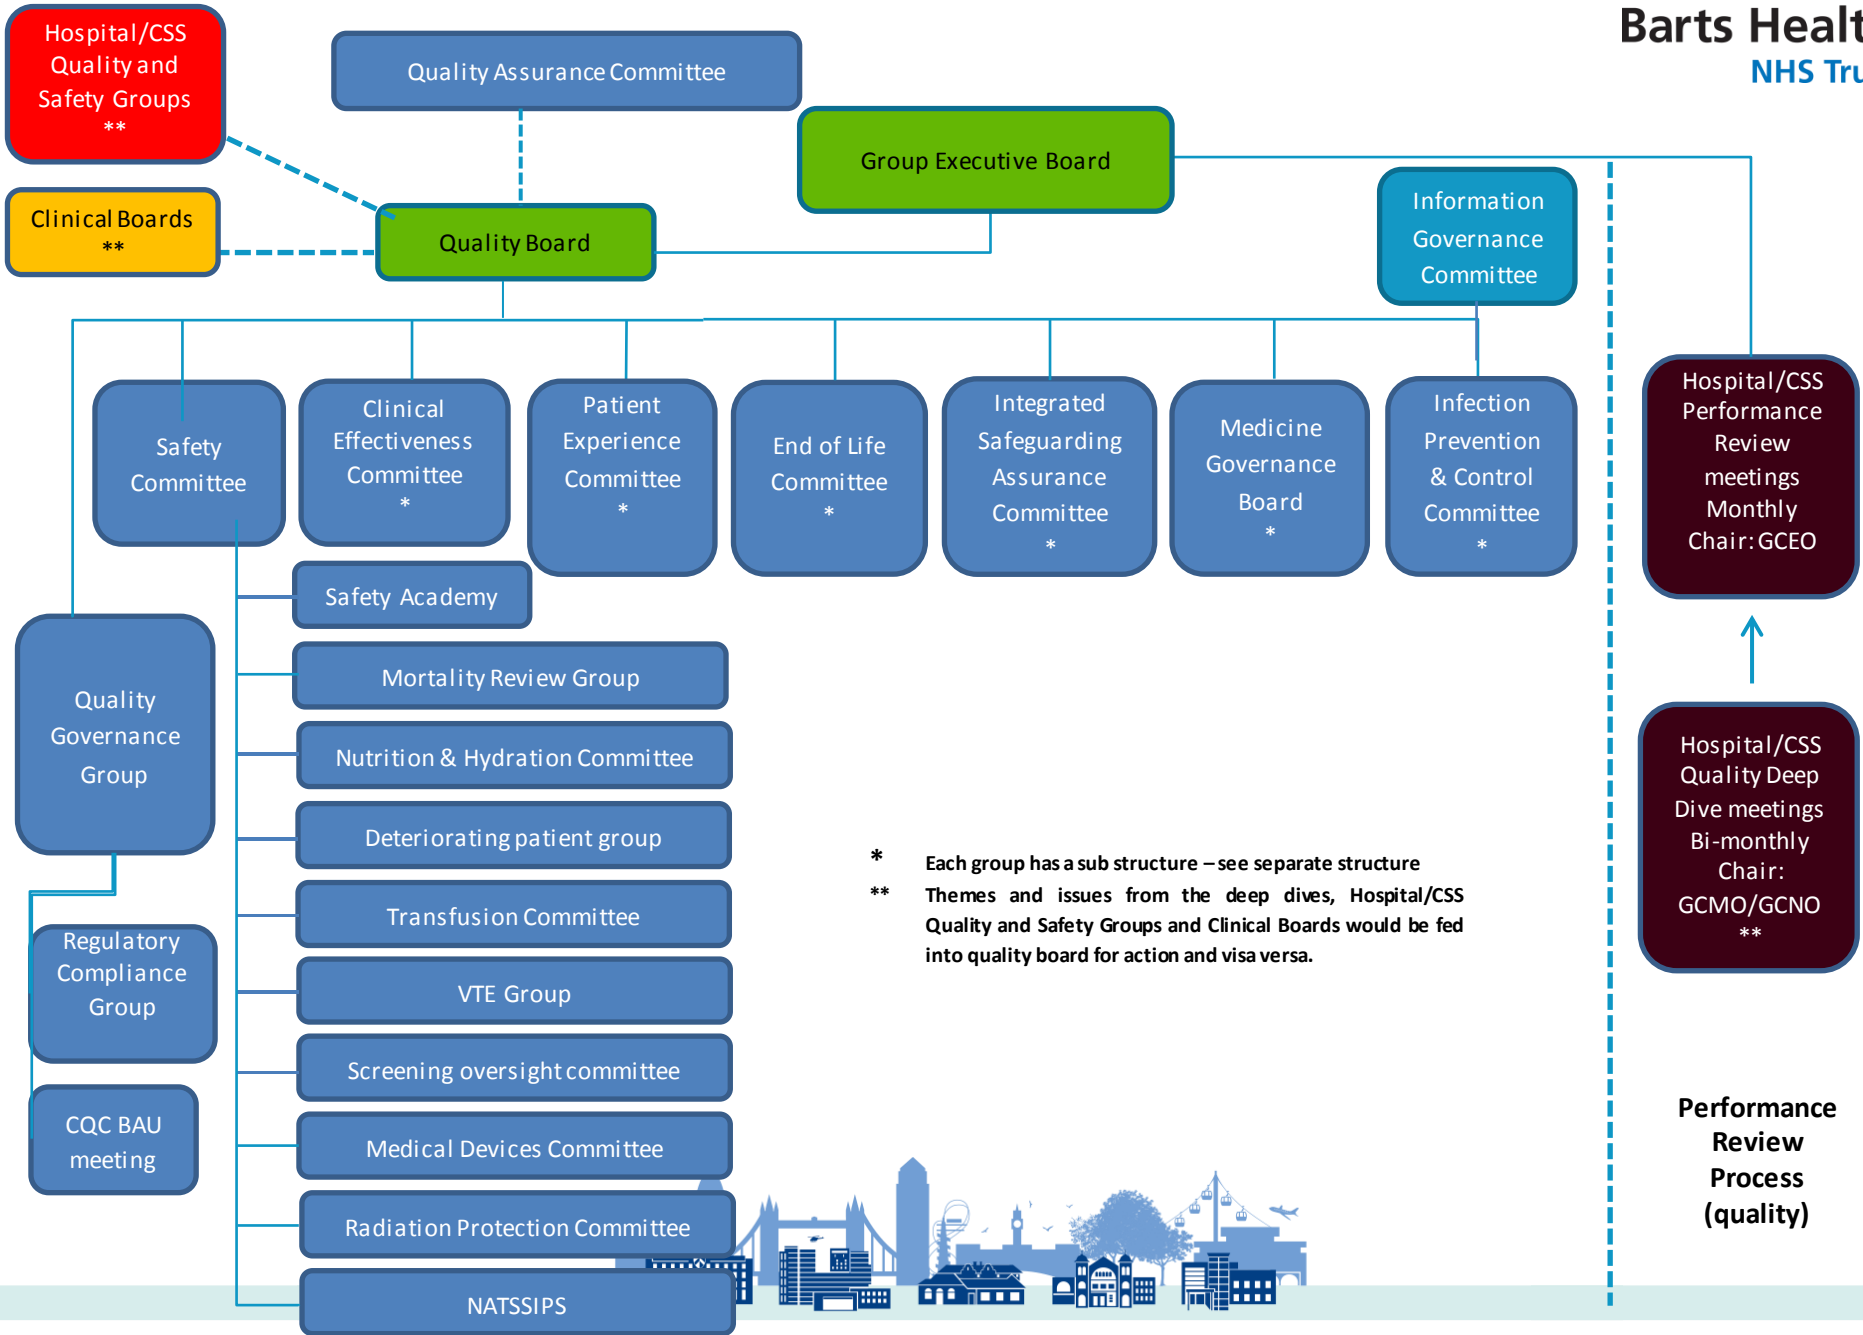 Barts Healt
NHS Tru
Hospital/CSS
Quality and
Safety Groups
**
Quality Assurance Committee
Group Executive Board
Clinical Boards
**
Quality Board
Information
Governance
Committee
Safety
Committee
Clinical
Effectiveness
Committee
*
Patient
Experience
Committee
*
End of Life
Committee
*
Integrated
Safeguarding
Assurance
Committee
*
Medicine
Governance
Board
*
Infection
Prevention
& Control
Committee
*
Hospital/CSS
Performance
Review
meetings
Monthly
Chair: GCEO
Safety Academy
Mortality Review Group
Nutrition & Hydration Committee
Deteriorating patient group
Transfusion Committee
VTE Group
Screening oversight committee
Medical Devices Committee
Radiation Protection Committee
NATSSIPS
Quality
Governance
Group
Regulatory
Compliance
Group
CQC BAU
meeting
* Each group has a sub structure – see separate structure
** Themes and issues from the deep dives, Hospital/CSS
Quality and Safety Groups and Clinical Boards would be fed
into quality board for action and visa versa.
Hospital/CSS
Quality Deep
Dive meetings
Bi-monthly
Chair:
GCMO/GCNO
**
Performance
Review
Process
(quality)